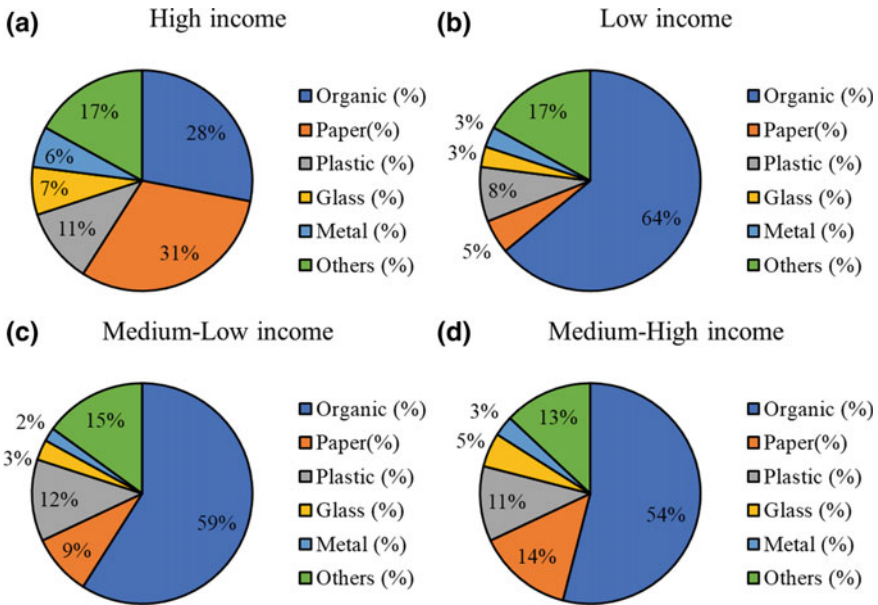 (a) High income
17%
28%
6%
7%
11%
31%
Organic (%)
Paper(%)
Plastic (%)
Glass (%)
Metal (%)
Others (%)
(b) Low income
3%
17%
3%
8%
64%
5%
Organic (%)
Paper(%)
Plastic (%)
Glass (%)
Metal (%)
Others (%)
(c) Medium-Low income
2%
15%
3%
12%
59%
9%
Organic (%)
Paper(%)
Plastic (%)
Glass (%)
Metal (%)
Others (%)
(d) Medium-High income
3%
13%
5%
11%
54%
14%
Organic (%)
Paper(%)
Plastic (%)
Glass (%)
Metal (%)
Others (%)